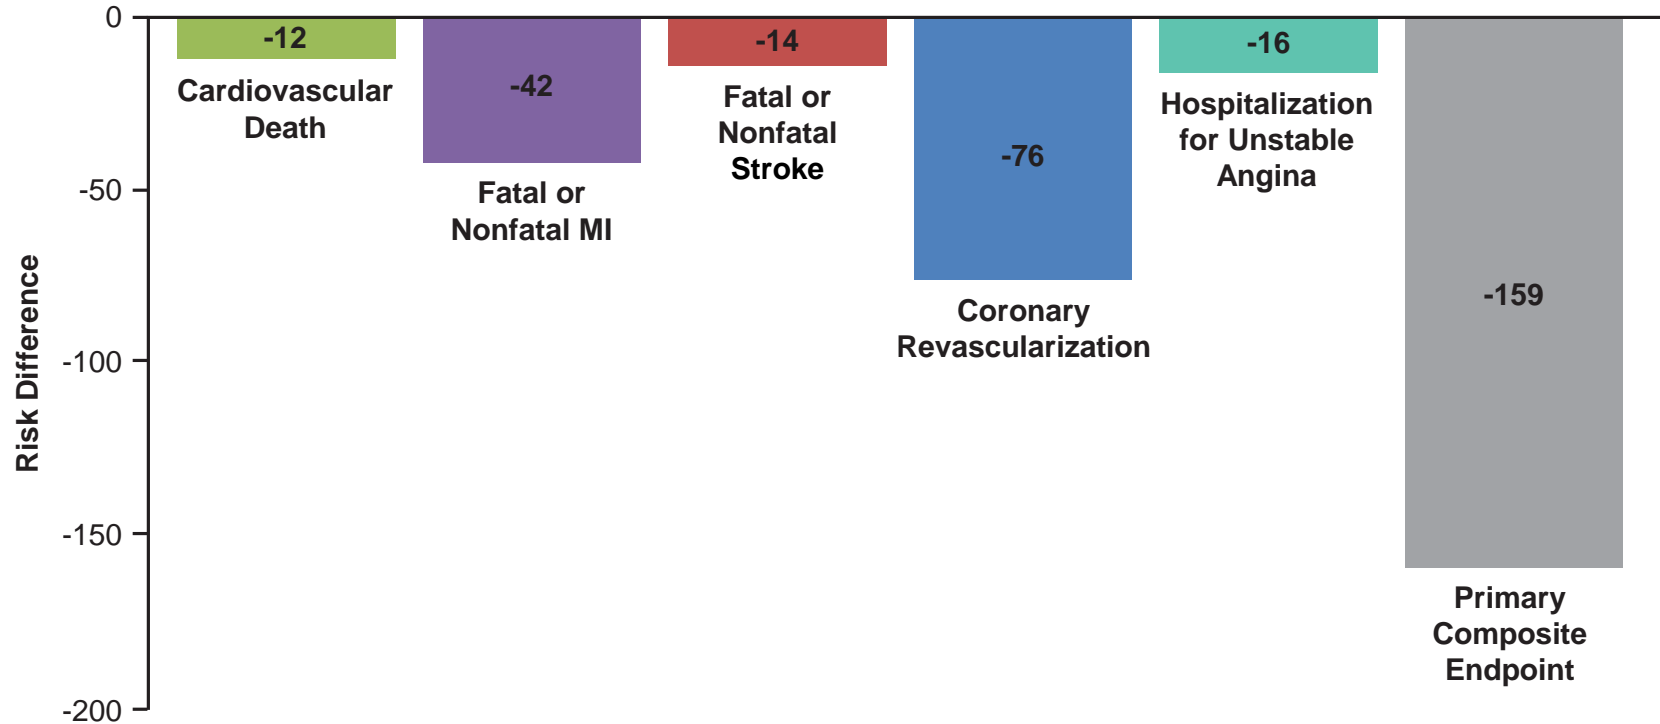 Risk Difference
0
-50
-100
-150
-200
-12
Cardiovascular
Death
-42
Fatal or
Nonfatal MI
-14
Fatal or
Nonfatal
Stroke
-76
Coronary
Revascularization
-16
Hospitalization
for Unstable
Angina
-159
Primary
Composite
Endpoint